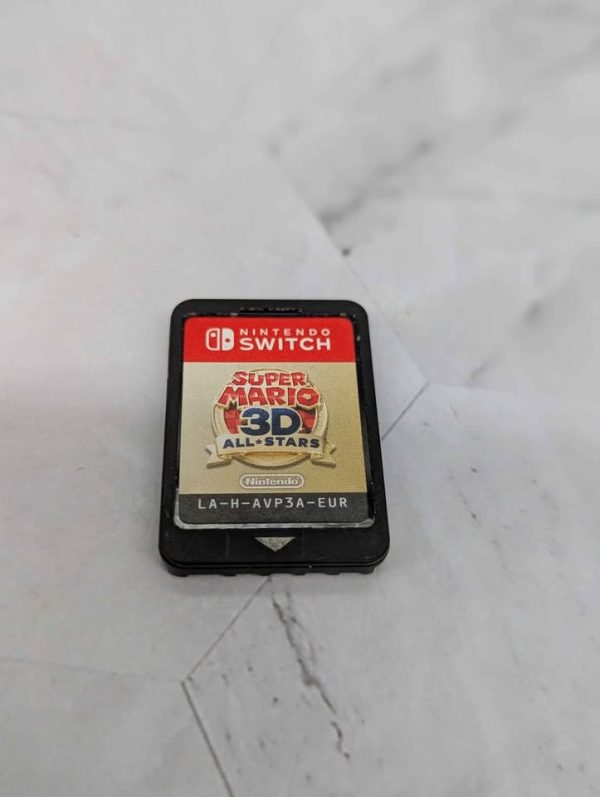 NINTENDO
SWITCH
SUPER
MARIO
3D
ALL★STARS
Nintendo
LA-H-AVP3A-EUR